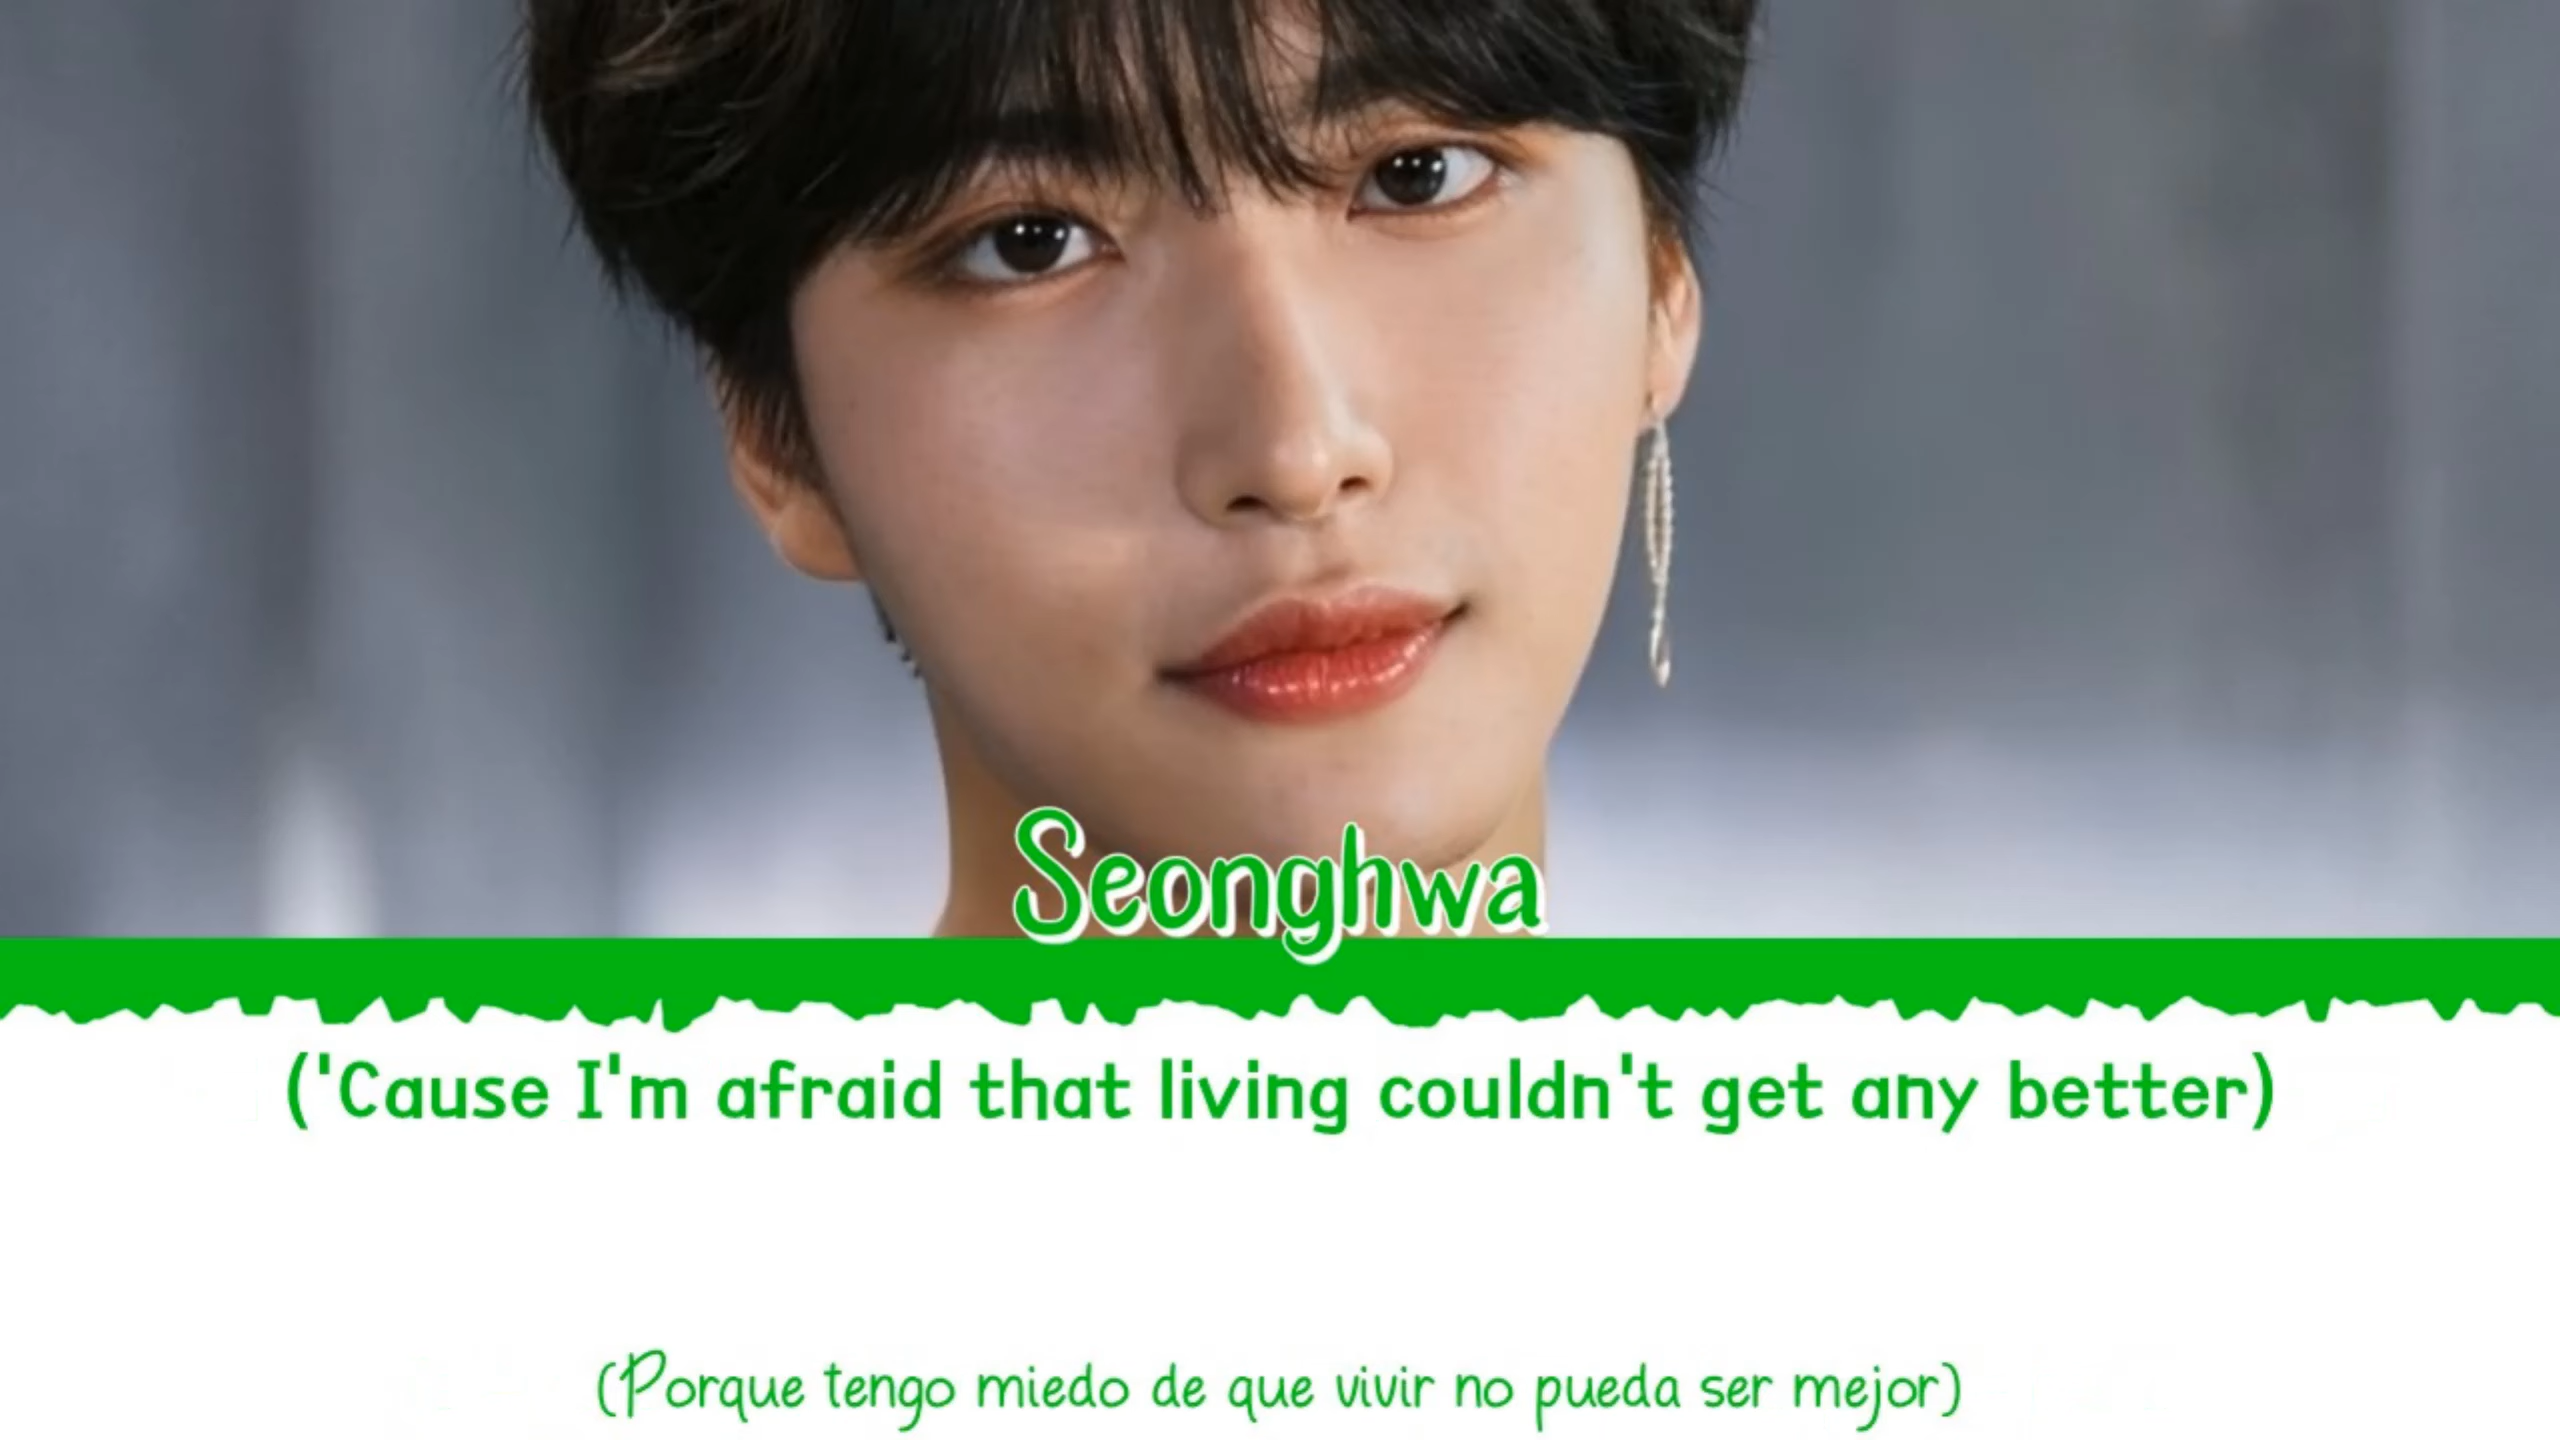 Seonghwa
('Cause I'm afraid that living couldn't get any better)
(Porque tengo miedo de que vivir no pueda ser mejor)